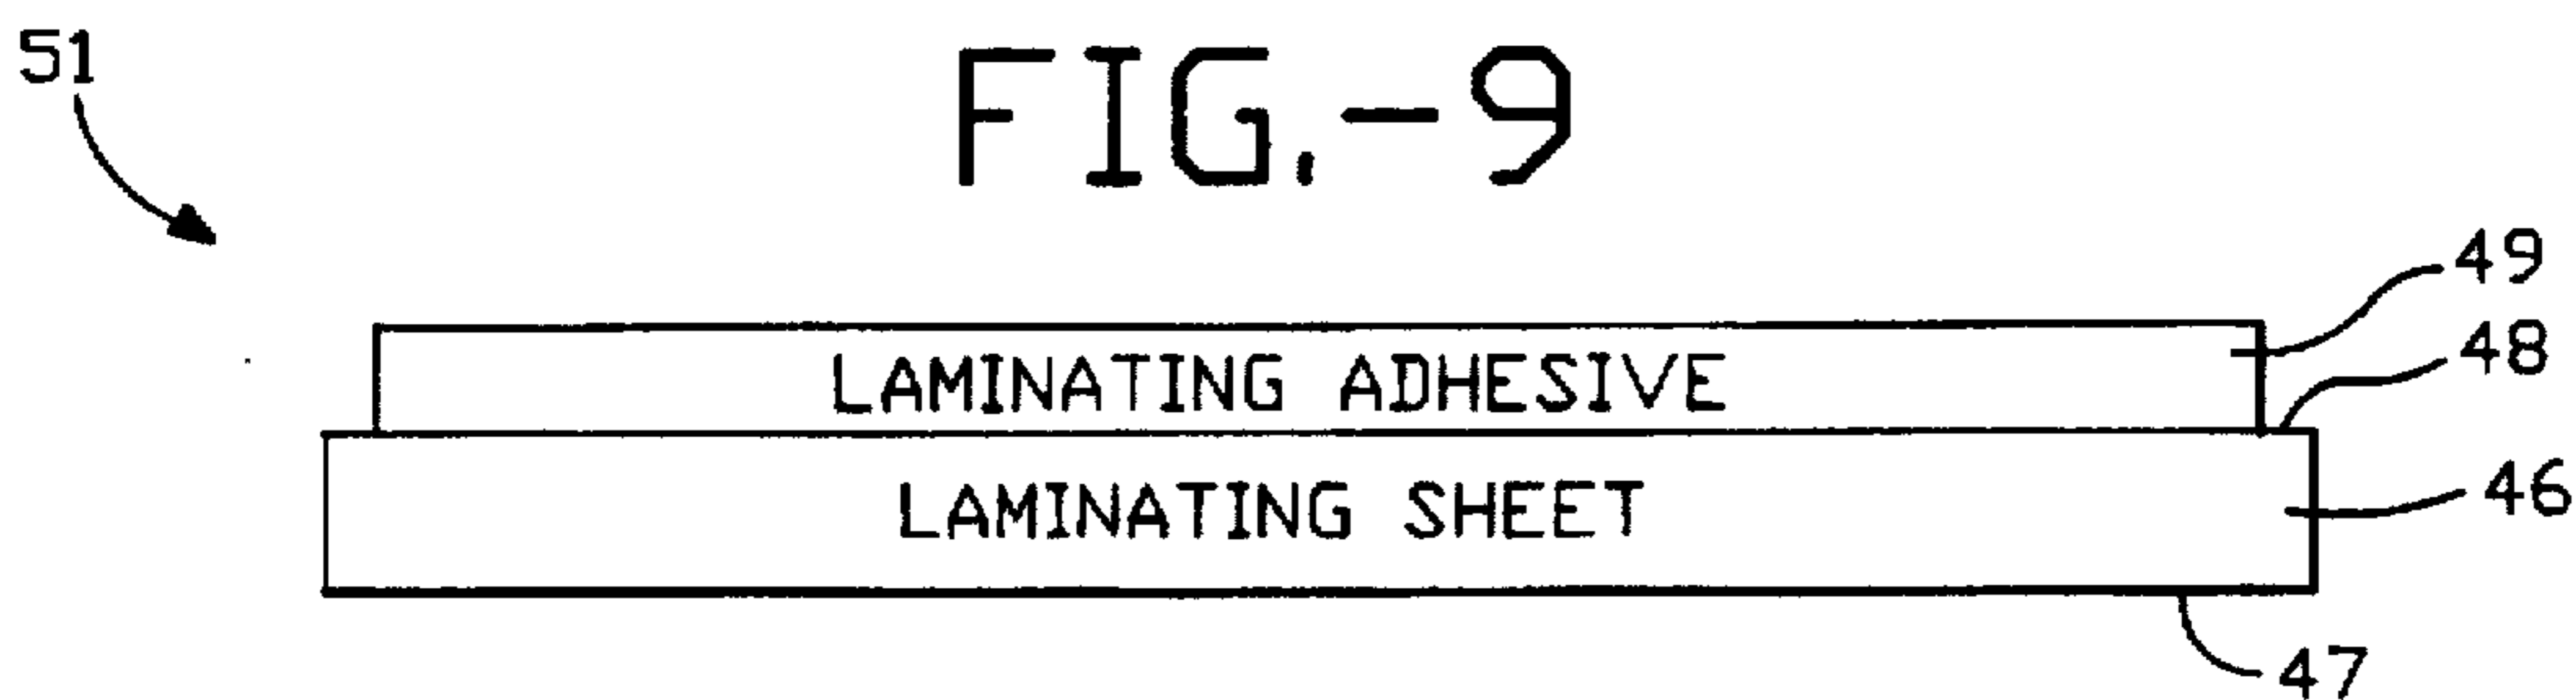 51
FIG.-9
49
48
LAMINATING ADHESIVE
LAMINATING SHEET
46
47